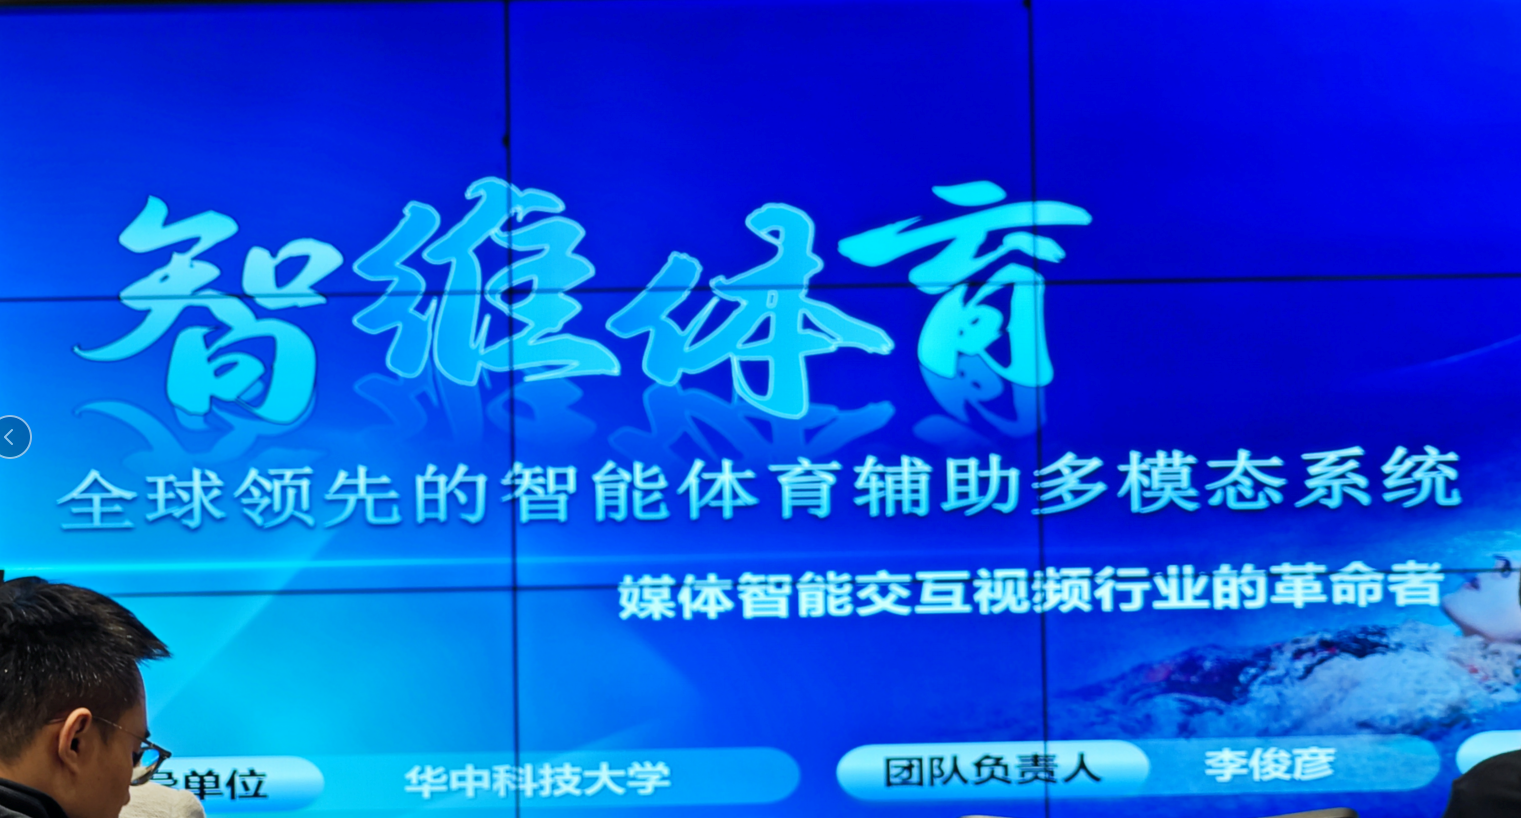 智维体育
全球领先的智能体育辅助多模态系统
媒体智能交互视频行业的革命者
单位 华中科技大学 团队负责人 李俊彦